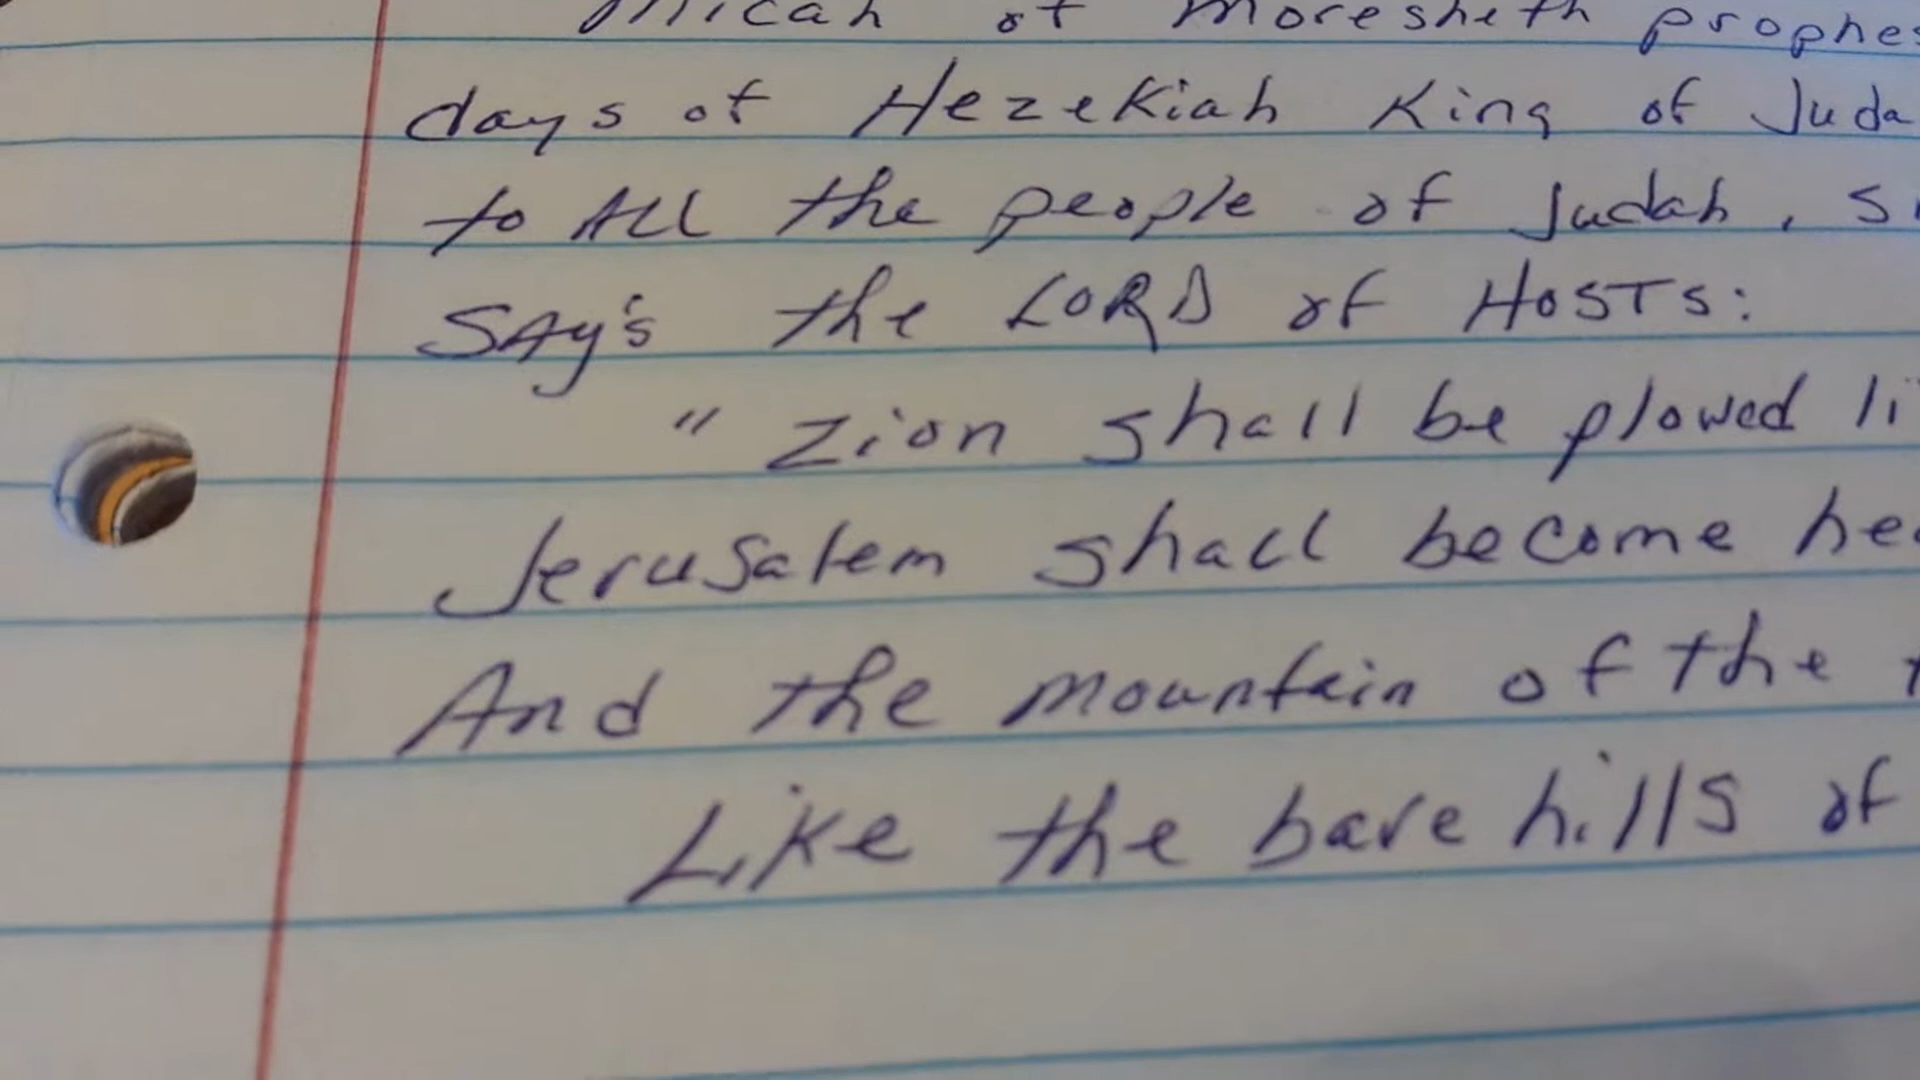 Micah of Moresheth prophes
days of Hezekiah King of Juda
to ALL the people of Judah, s
SAy's the LORD of HOSTS:
" Zion shall be plowed li
Jerusalem shall become he
And the mountain of the t
Like the bare hills of